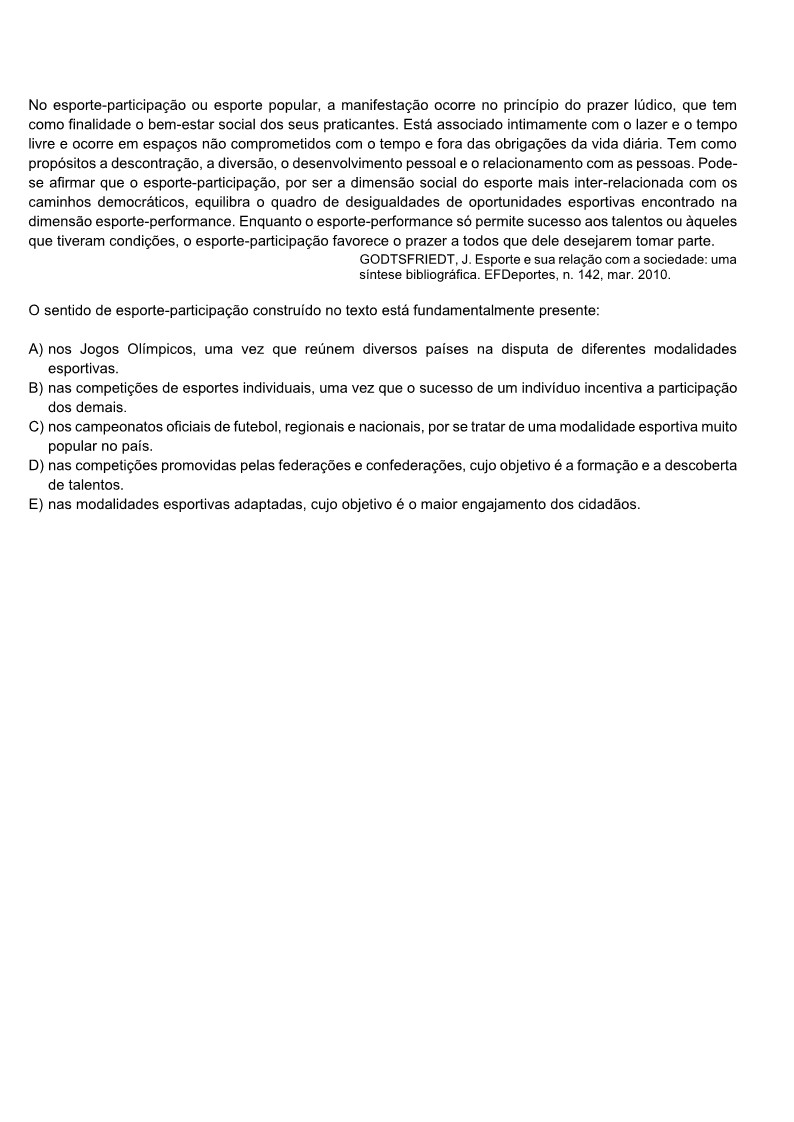 No esporte-participação ou esporte popular, a manifestação ocorre no princípio do prazer lúdico, que tem
como finalidade o bem-estar social dos seus praticantes. Está associado intimamente com o lazer e o tempo
livre e ocorre em espaços não comprometidos com o tempo e fora das obrigações da vida diária. Tem como
propósitos a descontração, a diversão, o desenvolvimento pessoal e o relacionamento com as pessoas. Pode-
se afirmar que o esporte-participação, por ser a dimensão social do esporte mais inter-relacionada com os
caminhos democráticos, equilibra o quadro de desigualdades de oportunidades esportivas encontrado na
dimensão esporte-performance. Enquanto o esporte-performance só permite sucesso aos talentos ou àqueles
que tiveram condições, o esporte-participação favorece o prazer a todos que dele desejarem tomar parte.
GODTSFRIEDT, J. Esporte e sua relação com a sociedade: uma
síntese bibliográfica. EFDeportes, n. 142, mar. 2010.
O sentido de esporte-participação construído no texto está fundamentalmente presente:
A) nos Jogos Olímpicos, uma vez que reúnem diversos países na disputa de diferentes modalidades
esportivas.
B) nas competições de esportes individuais, uma vez que o sucesso de um indivíduo incentiva a participação
dos demais.
C) nos campeonatos oficiais de futebol, regionais e nacionais, por se tratar de uma modalidade esportiva muito
popular no país.
D) nas competições promovidas pelas federações e confederações, cujo objetivo é a formação e a descoberta
de talentos.
E) nas modalidades esportivas adaptadas, cujo objetivo é o maior engajamento dos cidadãos.